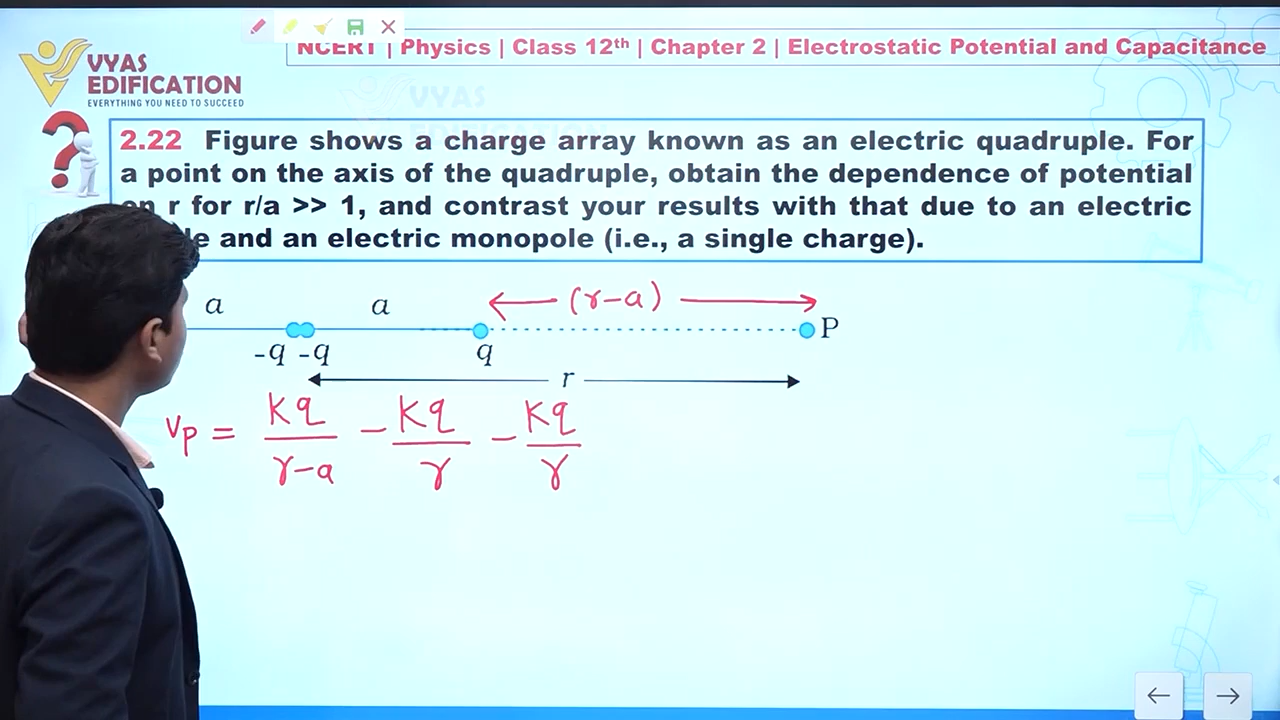 NCERT | Physics | Class 12th | Chapter 2 | Electrostatic Potential and Capacitance
VYAS
EDIFICATION
EVERYTHING YOU NEED TO SUCCEED
VYAS
EDIFICATION
2.22 Figure shows a charge array known as an electric quadruple. For
a point on the axis of the quadruple, obtain the dependence of potential
r for r/a >> 1, and contrast your results with that due to an electric
and an electric monopole (i.e., a single charge).
a a (r-a) P
-q -q q
r
Vp = Kq/r-a - Kq/r - Kq/r